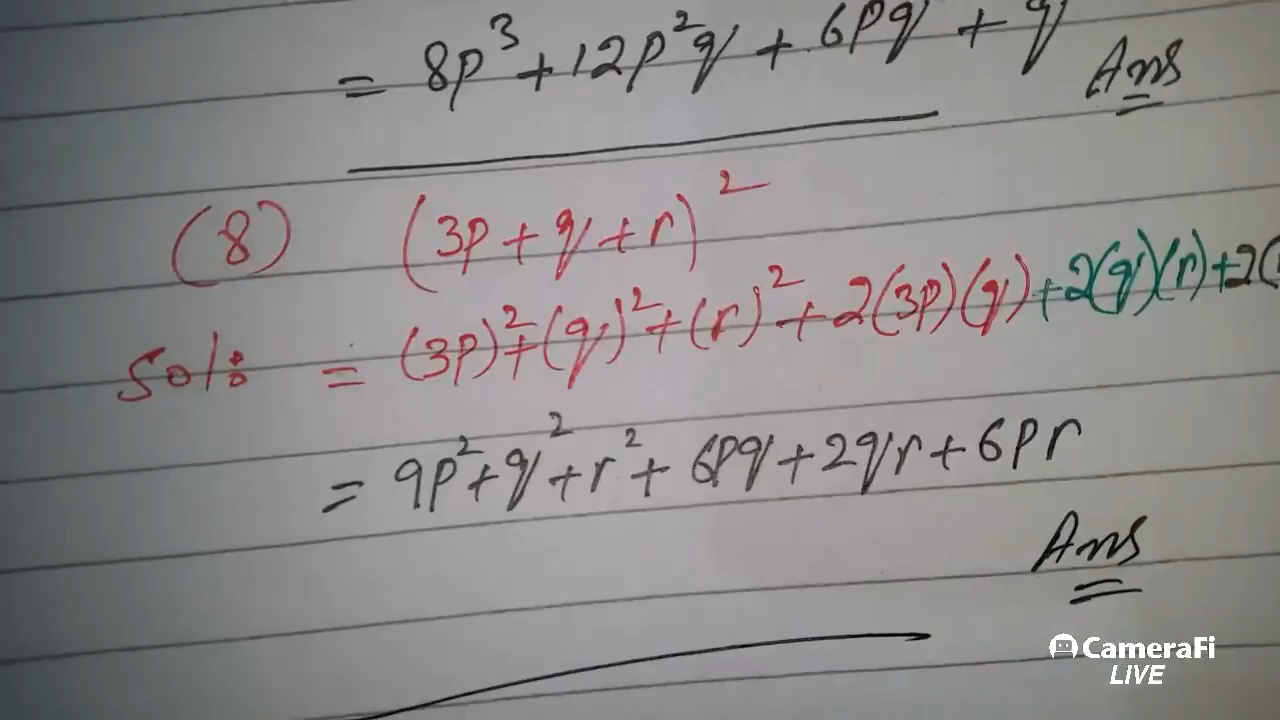 = 8p³ + 12p²q + 6pq + q
Ans
(8) (3p + q + r)²
Sol: = (3p)² + (q)² + (r)² + 2(3p)(q) + 2(q)(r) + 2(
= 9p² + q² + r² + 6pq + 2qr + 6pr
Ans
CameraFi
LIVE